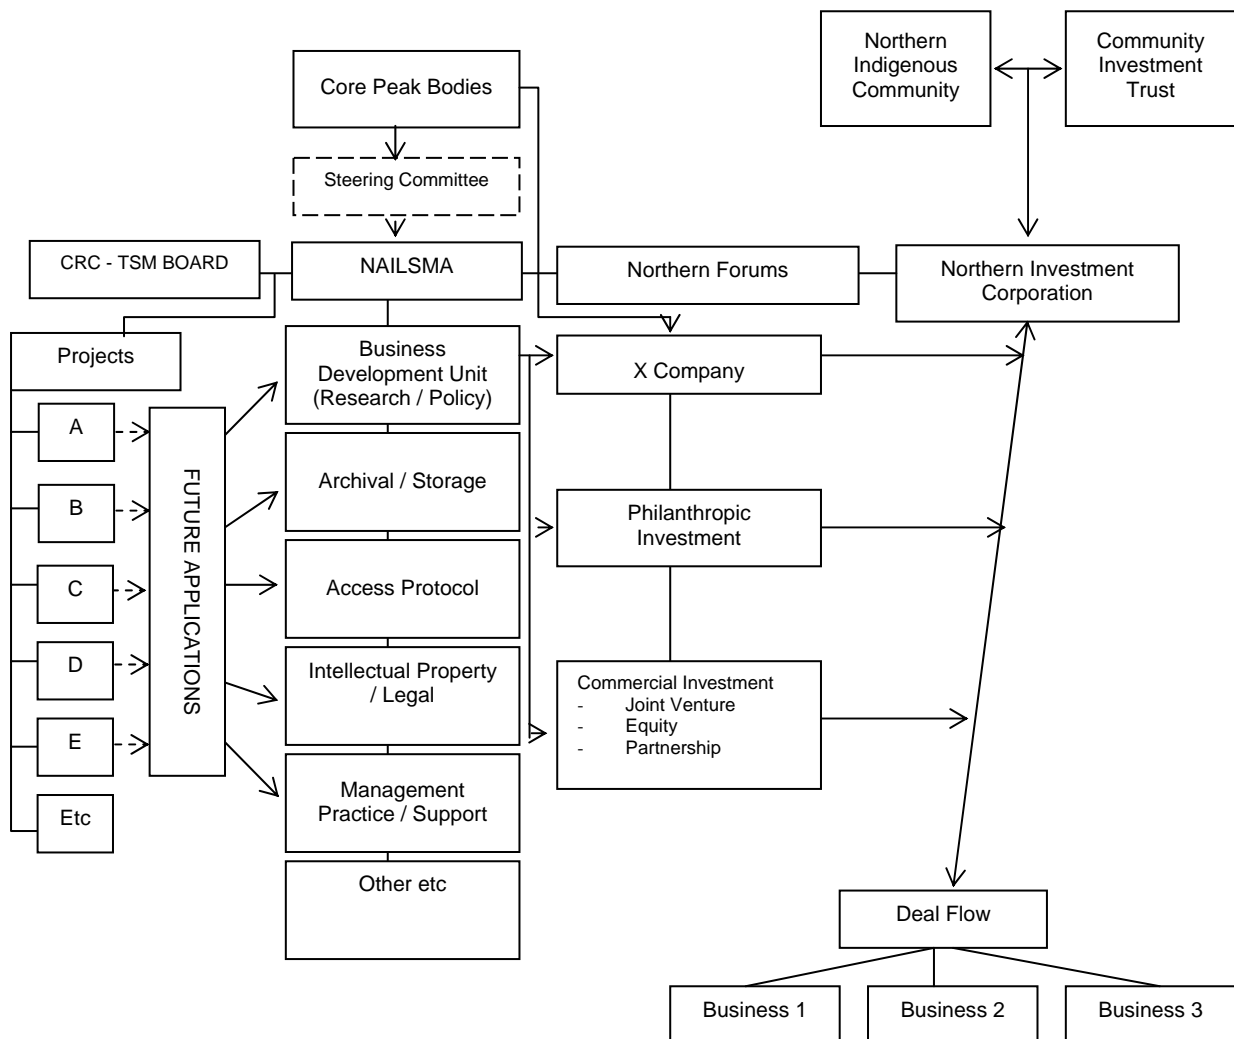 Northern
Indigenous
Community
Community
Investment
Trust
Core Peak Bodies
Steering Committee
CRC - TSM BOARD
NAILSMA
Northern Forums
Northern Investment
Corporation
Projects
Business
Development Unit
(Research / Policy)
X Company
A
B
C
D
E
Etc
FUTURE APPLICATIONS
Archival / Storage
Philanthropic
Investment
Access Protocol
Intellectual Property
/ Legal
Commercial Investment
- Joint Venture
- Equity
- Partnership
Management
Practice / Support
Other etc
Deal Flow
Business 1
Business 2
Business 3